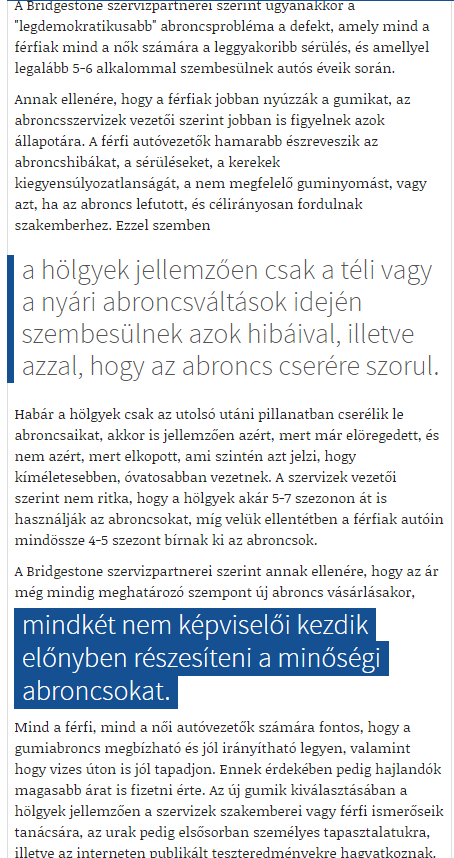 A Bridgestone szervizpartnerei szerint ugyanakkor a
"legdemokratikusabb" abroncsprobléma a defekt, amely mind a
férfiak mind a nők számára a leggyakoribb sérülés, és amellyel
legalább 5-6 alkalommal szembesülnek autós éveik során.
Annak ellenére, hogy a férfiak jobban nyúzzák a gumikat, az
abroncsszervizek vezetői szerint jobban is figyelnek azok
állapotára. A férfi autóvezetők hamarabb észreveszik az
abroncshibákat, a sérüléseket, a kerekek
kiegyensúlyozatlanságát, a nem megfelelő guminyomást, vagy
azt, ha az abroncs lefutott, és célirányosan fordulnak
szakemberhez. Ezzel szemben
a hölgyek jellemzően csak a téli vagy
a nyári abroncsváltások idején
szembesülnek azok hibáival, illetve
azzal, hogy az abroncs cserére szorul.
Habár a hölgyek csak az utolsó utáni pillanatban cserélik le
abroncsaikat, akkor is jellemzően azért, mert már elöregedett, és
nem azért, mert elkopott, ami szintén azt jelzi, hogy
kíméletesebben, óvatosabban vezetnek. A szervizek vezetői
szerint nem ritka, hogy a hölgyek akár 5-7 szezonon át is
használják az abroncsokat, míg velük ellentétben a férfiak autóin
mindössze 4-5 szezont bírnak ki az abroncsok.
A Bridgestone szervizpartnerei szerint annak ellenére, hogy az ár
még mindig meghatározó szempont új abroncs vásárlásakor,
mindkét nem képviselői kezdik
előnyben részesíteni a minőségi
abroncsokat.
Mind a férfi, mind a női autóvezetők számára fontos, hogy a
gumiabroncs megbízható és jól irányítható legyen, valamint
hogy vizes úton is jól tapadjon. Ennek érdekében pedig hajlandók
magasabb árat is fizetni érte. Az új gumik kiválasztásában a
hölgyek jellemzően a szervizek szakemberei vagy férfi ismerőseik
tanácsára, az urak pedig elsősorban személyes tapasztalatukra,
illetve az interneten publikált teszteredményekre hagyatkoznak.